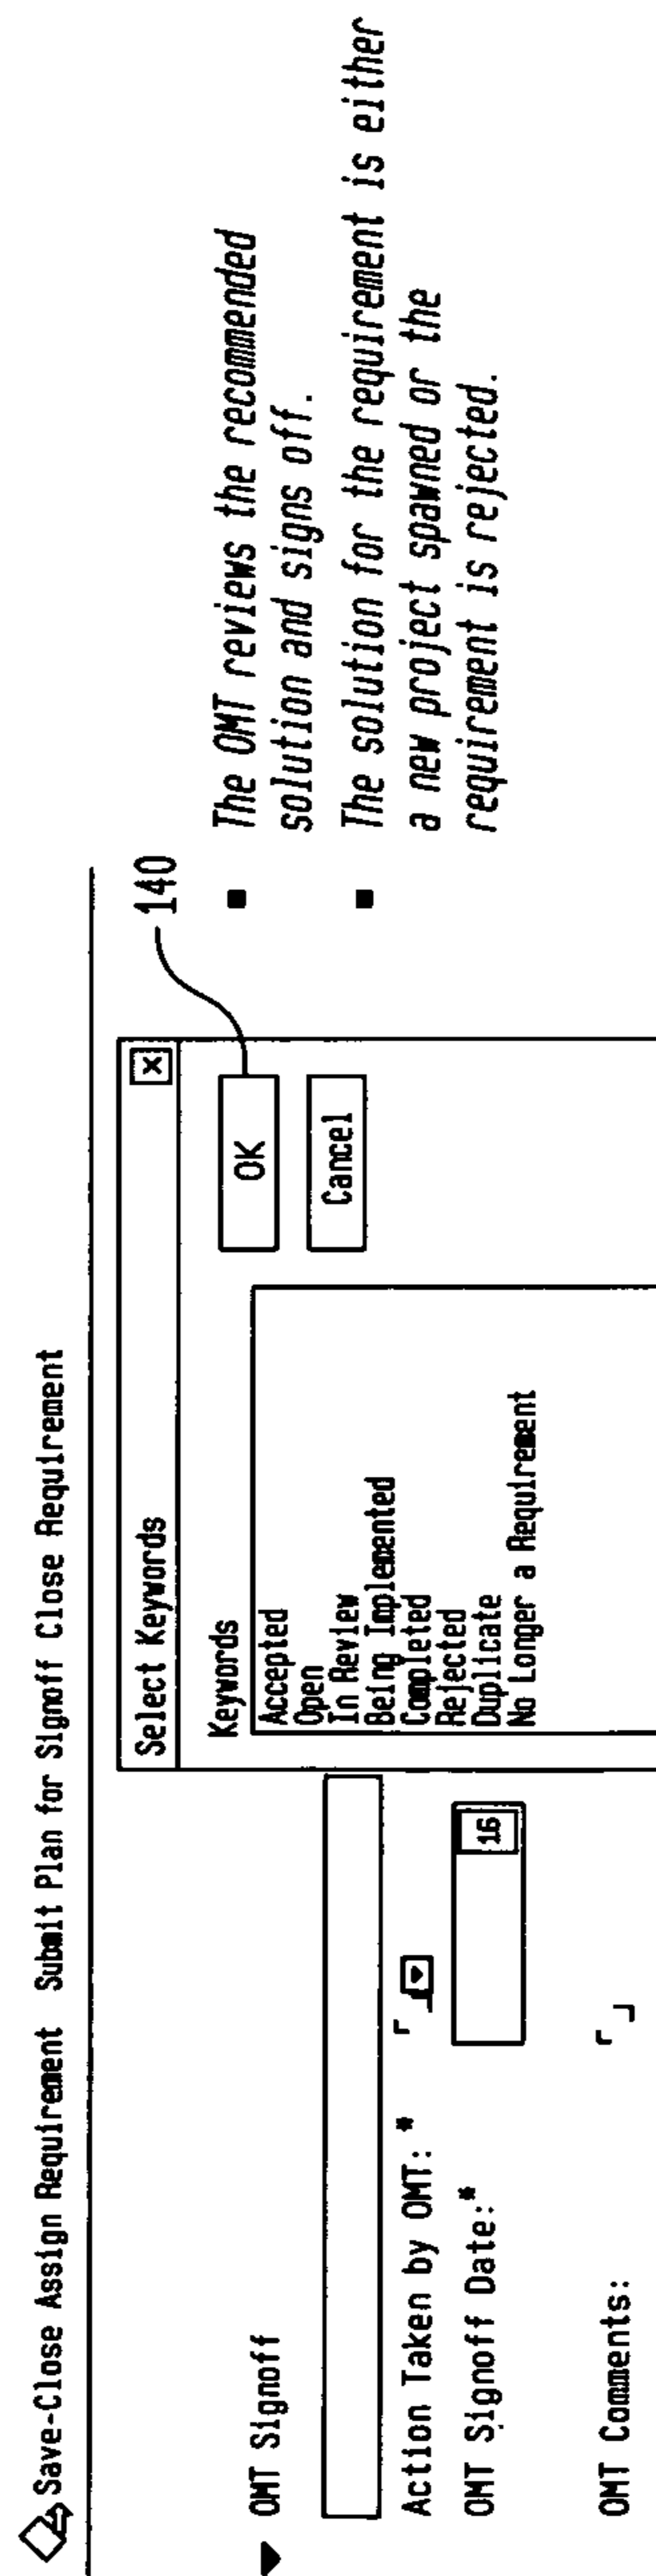 Save-Close Assign Requirement Submit Plan for Signoff Close Requirement
OMT Signoff
Action Taken by OMT: *
OMT Signoff Date:*
16
OMT Comments:
Select Keywords
x
Keywords
Accepted
Open
In Review
Being Implemented
Completed
Rejected
Duplicate
No Longer a Requirement
OK
Cancel
140
▪ The OMT reviews the recommended
solution and signs off.
▪ The solution for the requirement is either
a new project spawned or the
requirement is rejected.